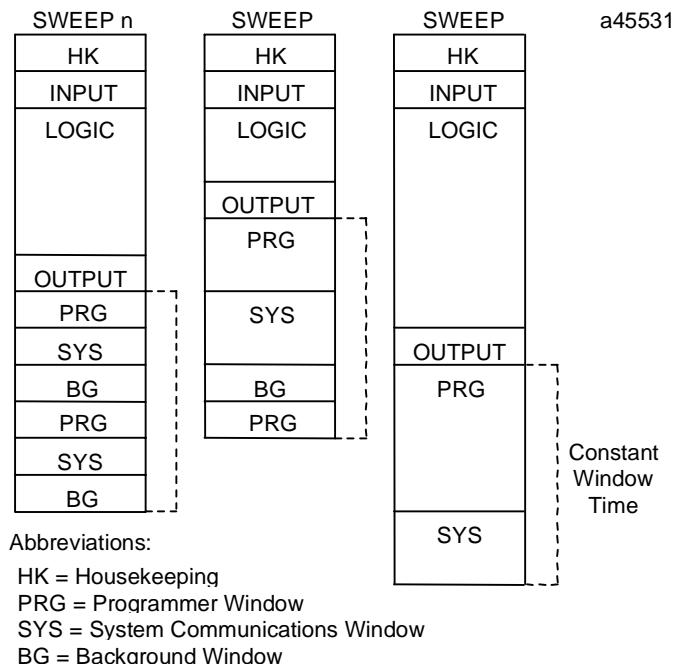 SWEEP n
HK
INPUT
LOGIC
OUTPUT
PRG
SYS
BG
PRG
SYS
BG
SWEEP
HK
INPUT
LOGIC
OUTPUT
PRG
SYS
BG
PRG
SWEEP
HK
INPUT
LOGIC
OUTPUT
PRG
SYS
a45531
Constant
Window
Time
Abbreviations:
HK = Housekeeping
PRG = Programmer Window
SYS = System Communications Window
BG = Background Window